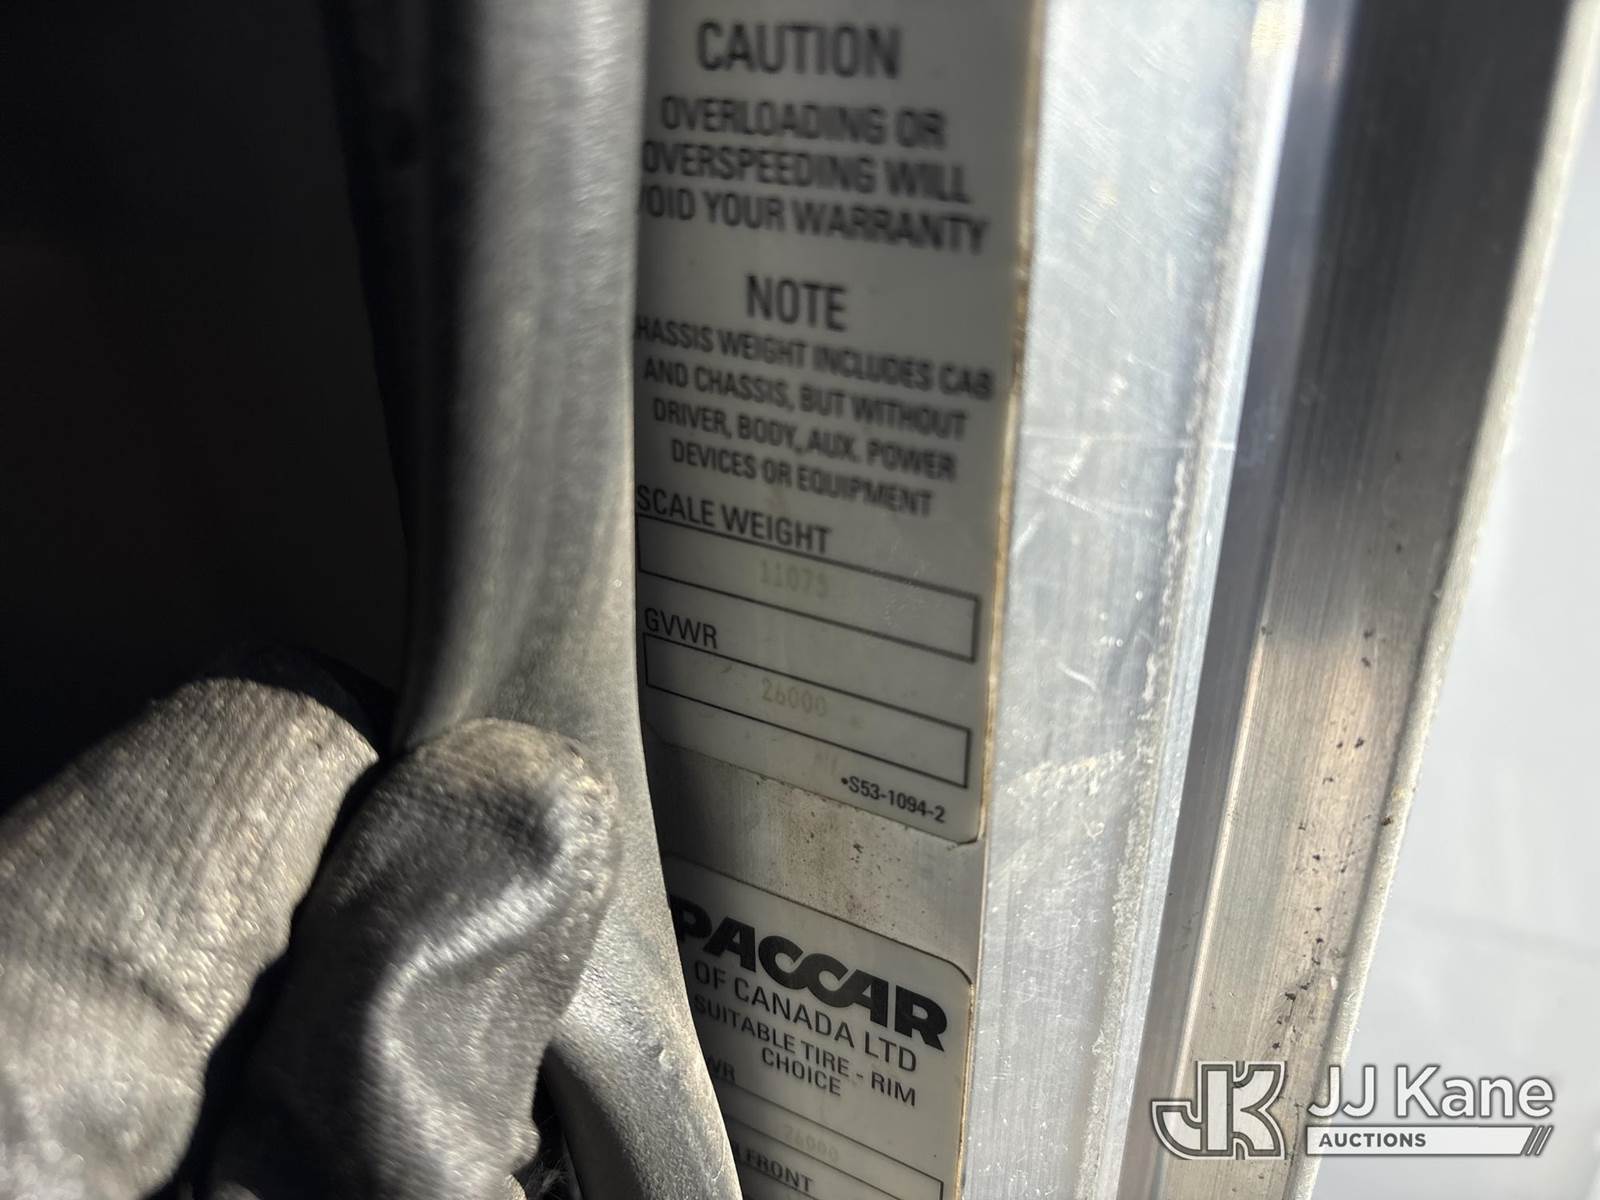 CAUTION
OVERLOADING OR
OVERSPEEDING WILL
VOID YOUR WARRANTY
NOTE
CHASSIS WEIGHT INCLUDES CAB
AND CHASSIS, BUT WITHOUT
DRIVER, BODY, AUX. POWER
DEVICES OR EQUIPMENT
SCALE WEIGHT
11075
GVWR
26000
•S53-1094-2
PACCAR
OF CANADA LTD
SUITABLE TIRE - RIM
CHOICE
26000
FRONT
JK JJ Kane
AUCTIONS